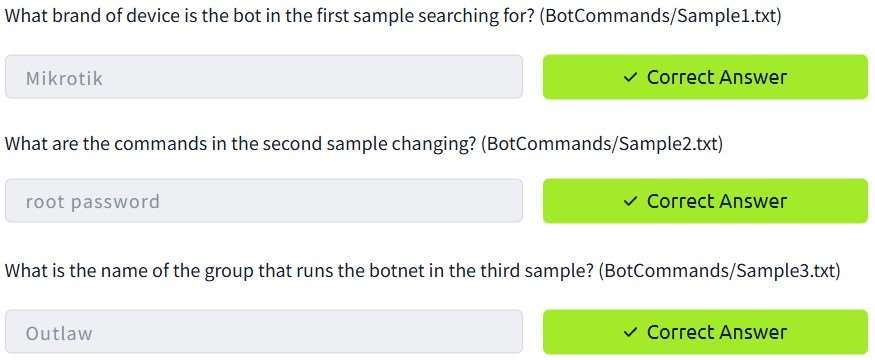 What brand of device is the bot in the first sample searching for? (BotCommands/Sample1.txt)
Mikrotik
✓ Correct Answer
What are the commands in the second sample changing? (BotCommands/Sample2.txt)
root password
✓ Correct Answer
What is the name of the group that runs the botnet in the third sample? (BotCommands/Sample3.txt)
Outlaw
✓ Correct Answer